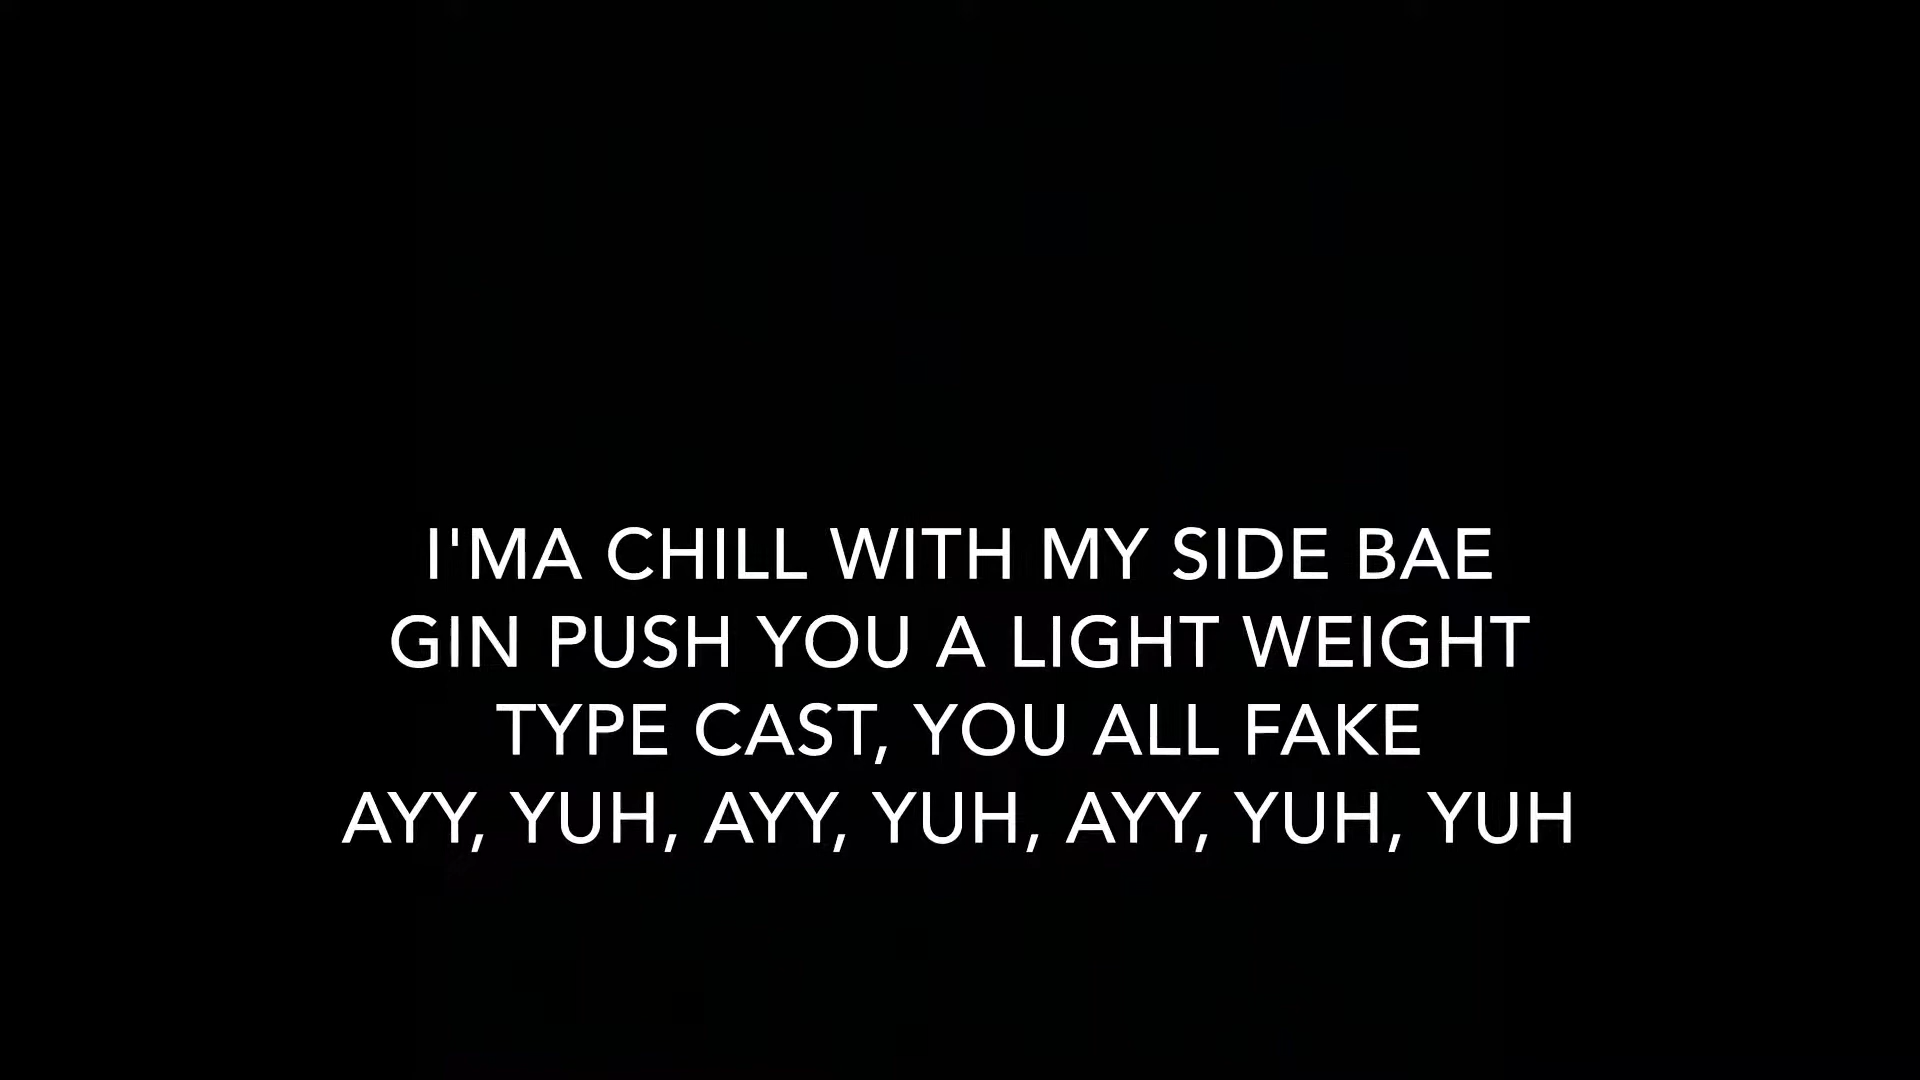 I'MA CHILL WITH MY SIDE BAE
GIN PUSH YOU A LIGHT WEIGHT
TYPE CAST, YOU ALL FAKE
AYY, YUH, AYY, YUH, AYY, YUH, YUH